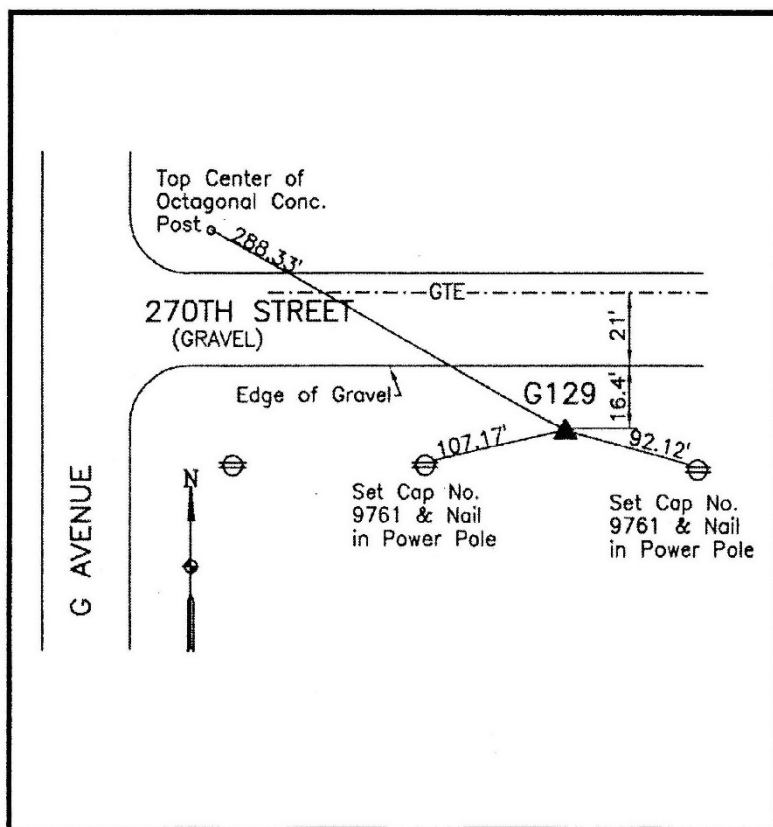 Top Center of
Octagonal Conc.
Post
288.33'
GTE
270TH STREET
(GRAVEL)
21'
Edge of Gravel
G129
16.4'
107.17'
92.12'
N
Set Cap No.
9761 & Nail
in Power Pole
Set Cap No.
9761 & Nail
in Power Pole
G AVENUE